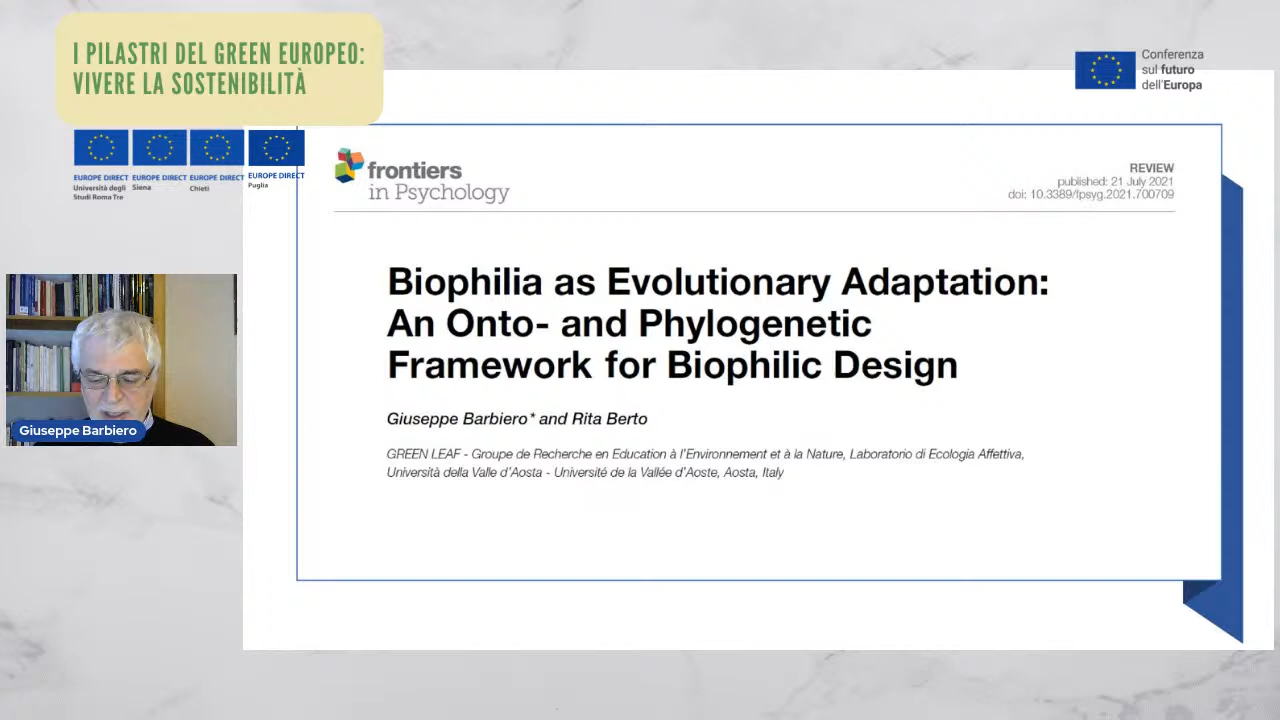 I PILASTRI DEL GREEN EUROPEO:
VIVERE LA SOSTENIBILITÀ
Conferenza
sul futuro
dell'Europa
EUROPE DIRECT
Università degli
Studi Roma Tre
EUROPE DIRECT
Siena
EUROPE DIRECT
Chieti
EUROPE DIRECT
Puglia
frontiers
in Psychology
REVIEW
published: 21 July 2021
doi: 10.3389/fpsyg.2021.700709
Biophilia as Evolutionary Adaptation:
An Onto- and Phylogenetic
Framework for Biophilic Design
Giuseppe Barbiero* and Rita Berto
GREEN LEAF - Groupe de Recherche en Education à l'Environnement et à la Nature, Laboratorio di Ecologia Affettiva,
Università della Valle d'Aosta - Université de la Vallée d'Aoste, Aosta, Italy
Giuseppe Barbiero